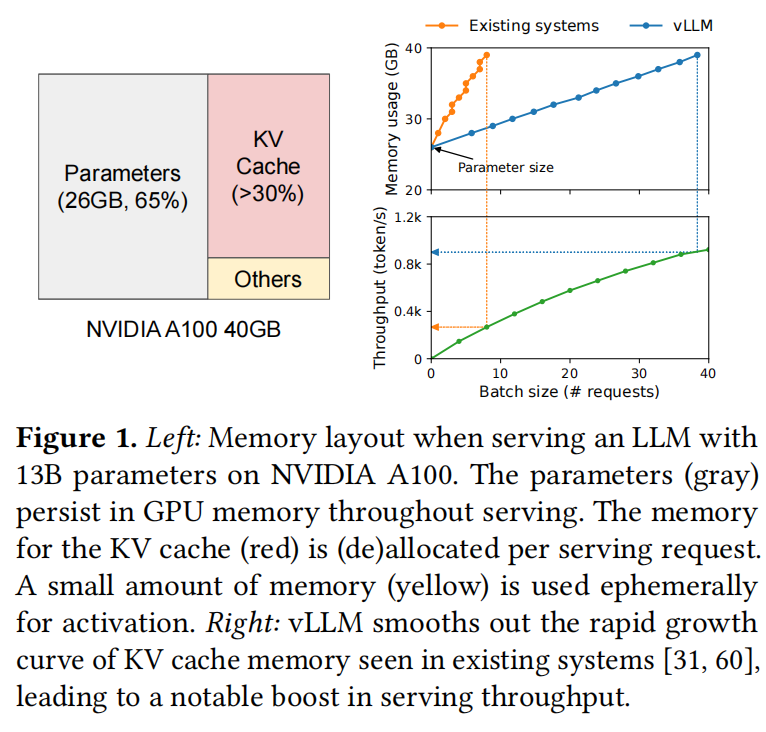 Existing systems
vLLM
Parameters
(26GB, 65%)
KV
Cache
(>30%)
Others
NVIDIA A100 40GB
Memory usage (GB)
40
30
20
Parameter size
Throughput (token/s)
1.2k
0.8k
0.4k
0
0
10
20
30
40
Batch size (# requests)
Figure 1. Left: Memory layout when serving an LLM with
13B parameters on NVIDIA A100. The parameters (gray)
persist in GPU memory throughout serving. The memory
for the KV cache (red) is (de)allocated per serving request.
A small amount of memory (yellow) is used ephemerally
for activation. Right: vLLM smooths out the rapid growth
curve of KV cache memory seen in existing systems [31, 60],
leading to a notable boost in serving throughput.